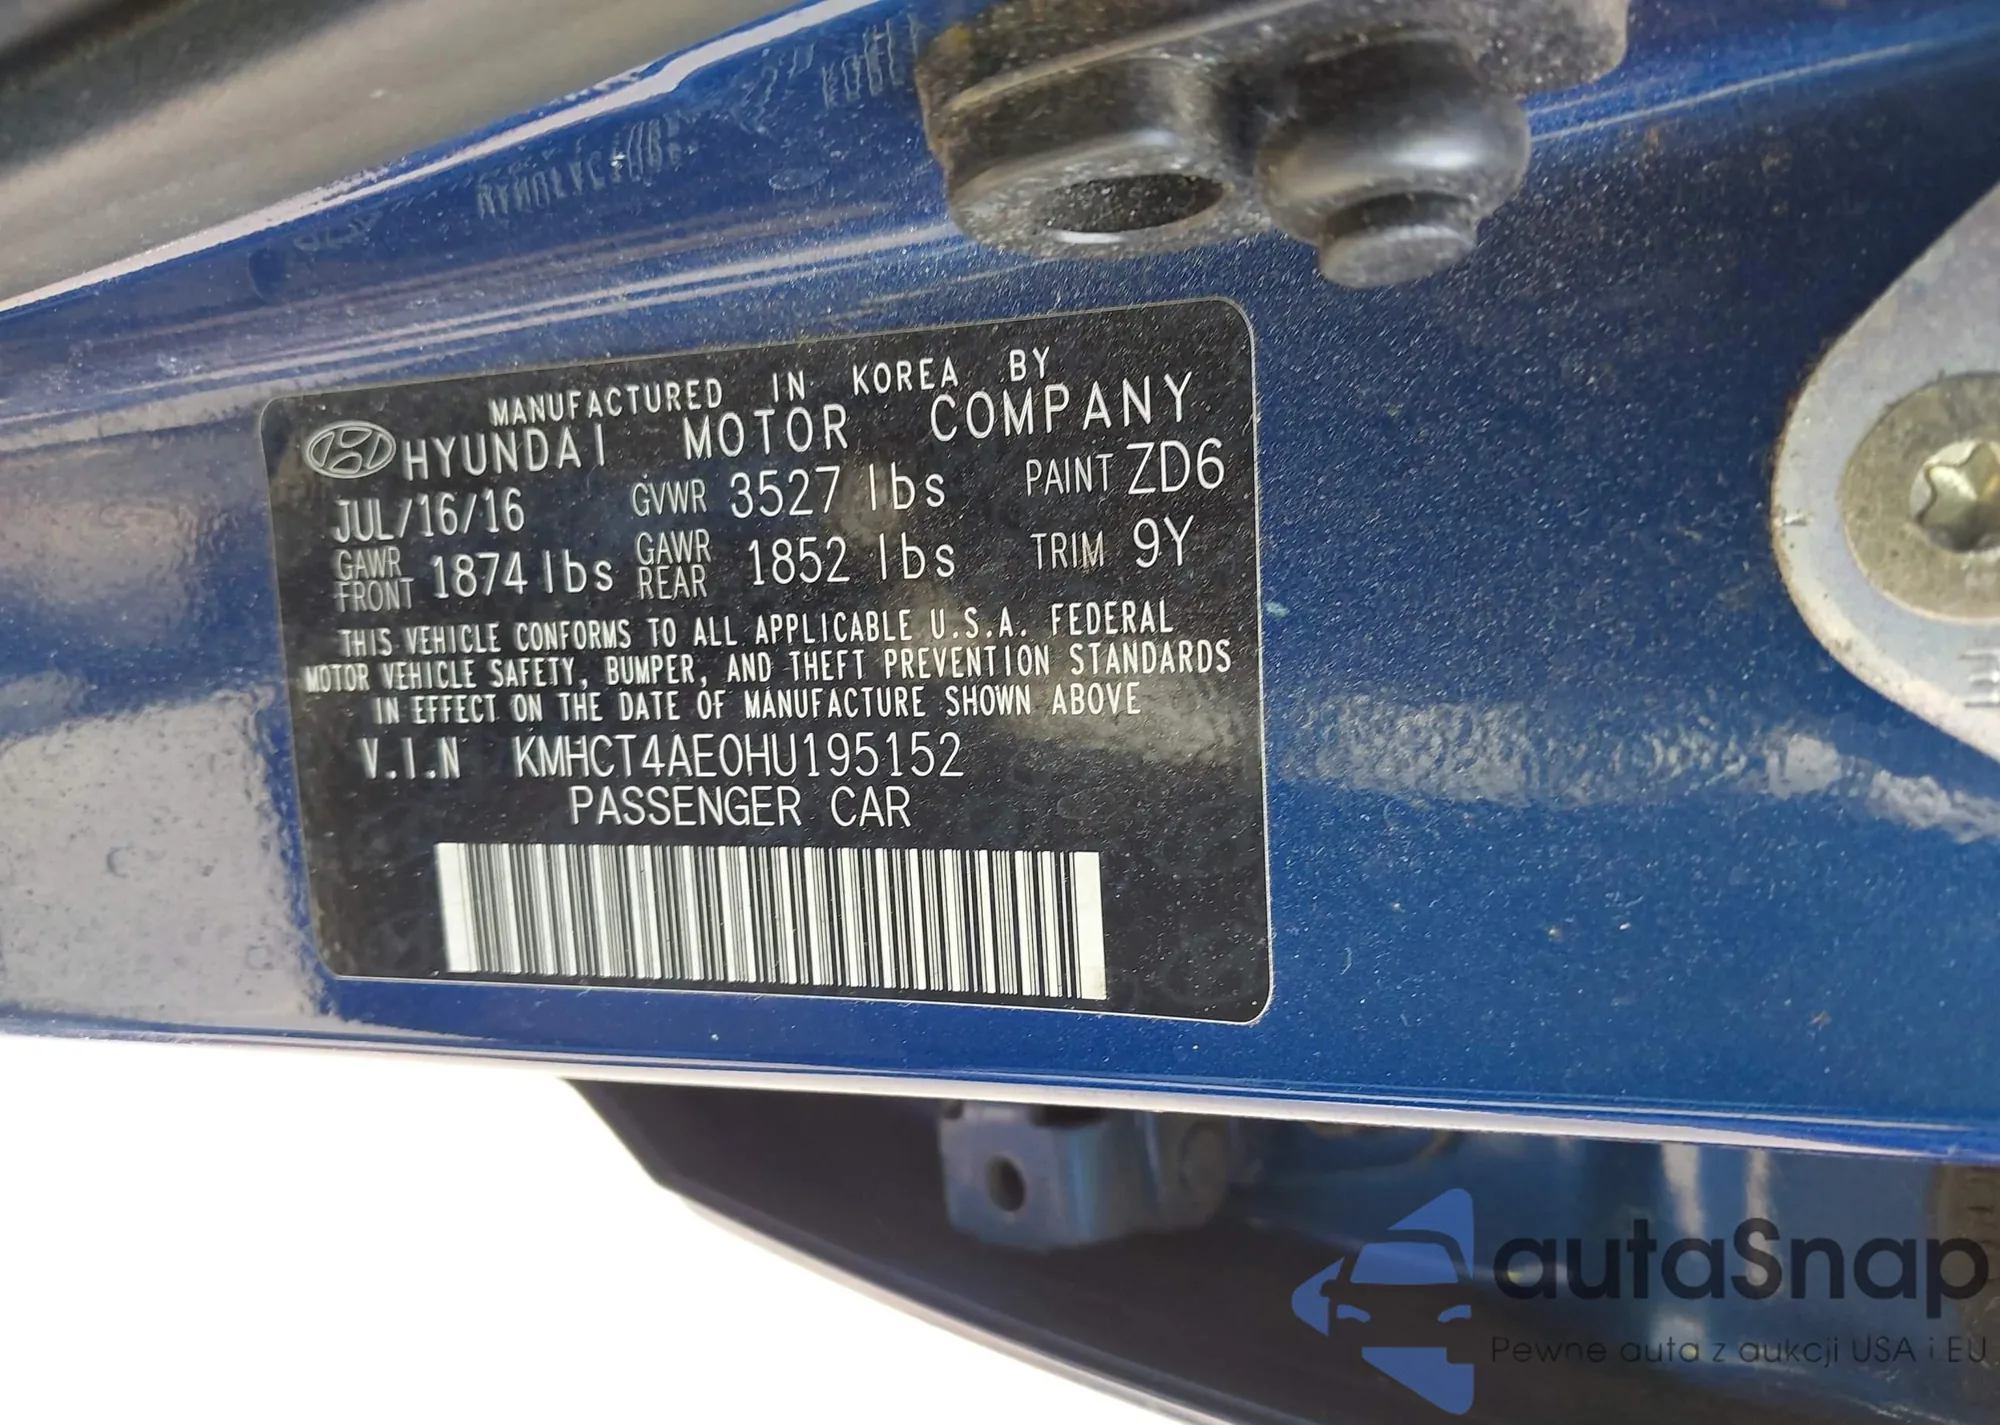 MANUFACTURED IN KOREA BY
HYUNDAI MOTOR COMPANY
JUL/16/16 GVWR 3527 lbs PAINT ZD6
GAWR FRONT 1874 lbs GAWR REAR 1852 lbs TRIM 9Y
THIS VEHICLE CONFORMS TO ALL APPLICABLE U.S.A. FEDERAL
MOTOR VEHICLE SAFETY, BUMPER, AND THEFT PREVENTION STANDARDS
IN EFFECT ON THE DATE OF MANUFACTURE SHOWN ABOVE
V.I.N KMHCT4AE0HU195152
PASSENGER CAR
autaSnap
Pewne auta z aukcji USA i EU